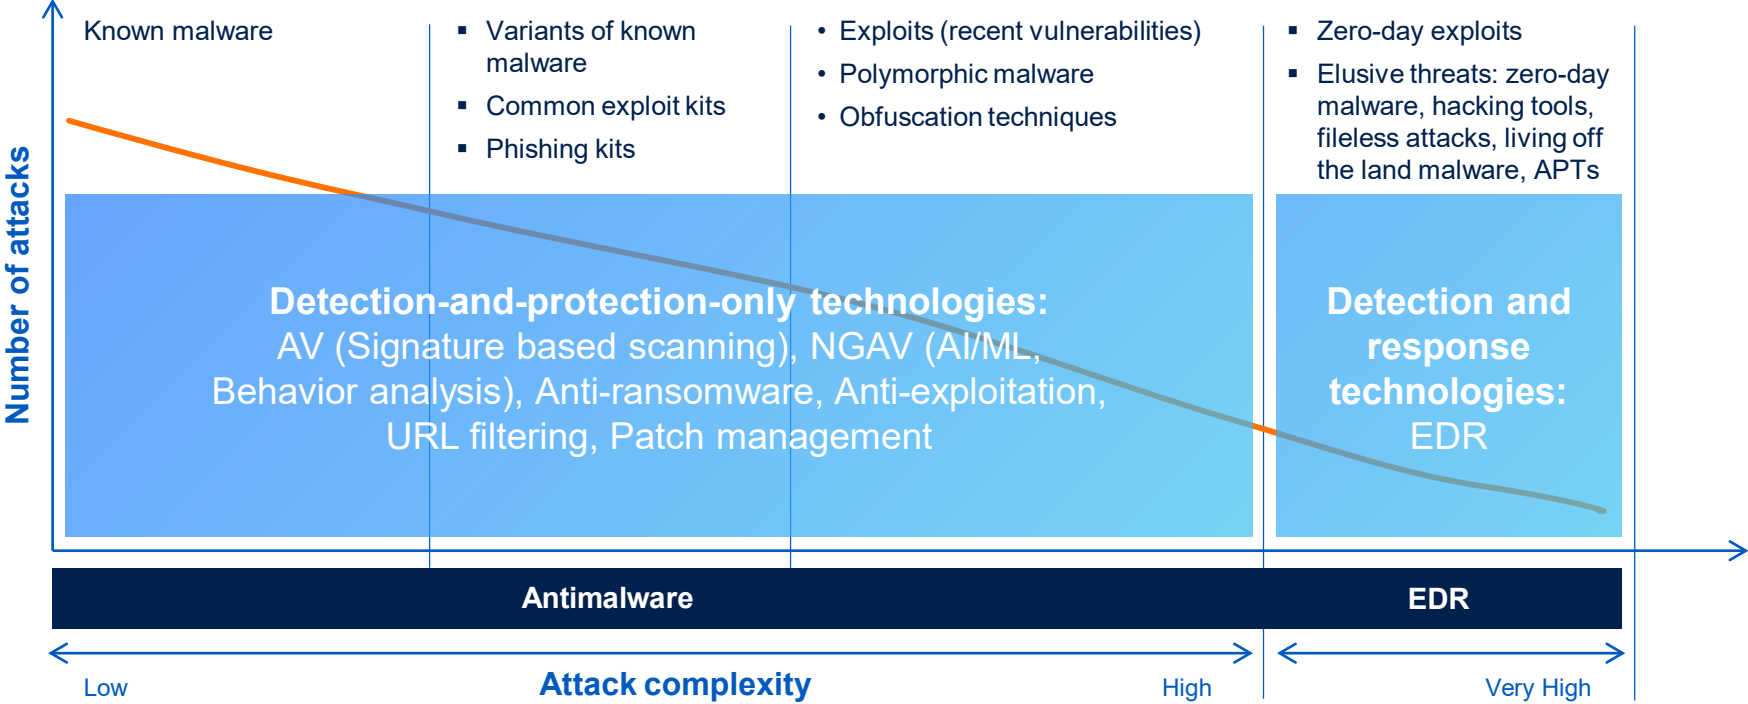 Known malware
▪ Variants of known
malware
▪ Common exploit kits
▪ Phishing kits
• Exploits (recent vulnerabilities)
• Polymorphic malware
• Obfuscation techniques
▪ Zero-day exploits
▪ Elusive threats: zero-day
malware, hacking tools,
fileless attacks, living off
the land malware, APTs
Number of attacks
Detection-and-protection-only technologies:
AV (Signature based scanning), NGAV (AI/ML,
Behavior analysis), Anti-ransomware, Anti-exploitation,
URL filtering, Patch management
Detection and
response
technologies:
EDR
Antimalware
EDR
Low
Attack complexity
High
Very High